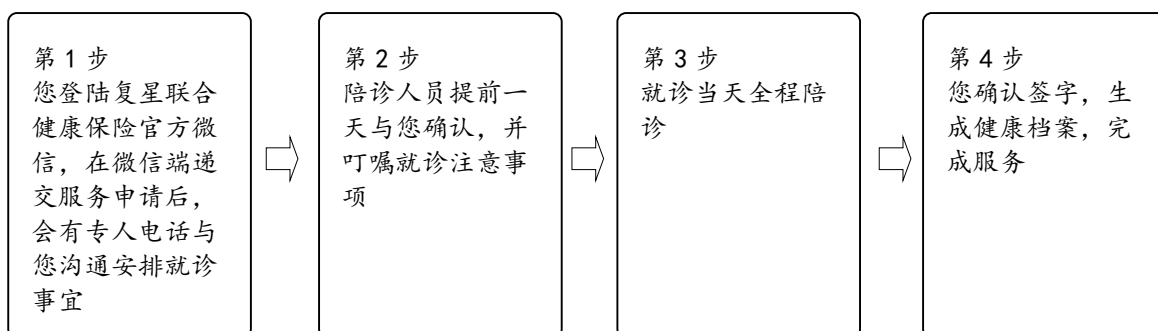 第 1 步
您登陆复星联合
健康保险官方微
信，在微信端递
交服务申请后，
会有专人电话与
您沟通安排就诊
事宜
第 2 步
陪诊人员提前一
天与您确认，并
叮嘱就诊注意事
项
第 3 步
就诊当天全程陪
诊
第 4 步
您确认签字，生
成健康档案，完
成服务